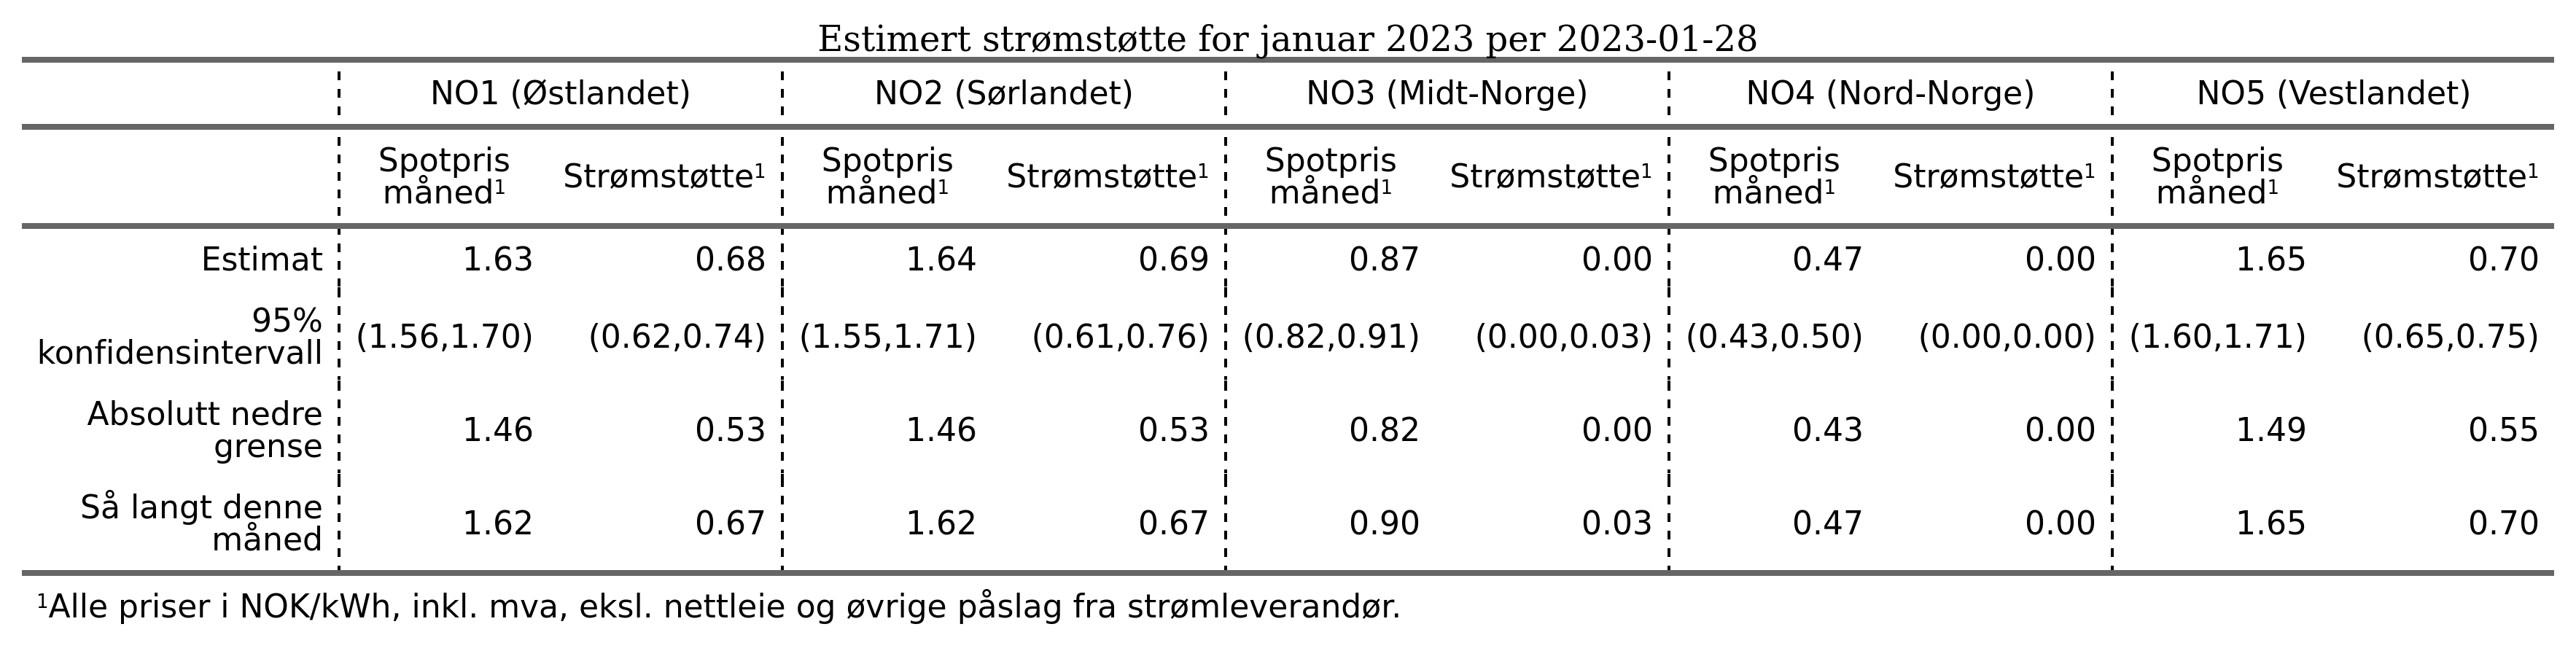 Estimert strømstøtte for januar 2023 per 2023-01-28
NO1 (Østlandet) NO2 (Sørlandet) NO3 (Midt-Norge) NO4 (Nord-Norge) NO5 (Vestlandet)
Spotpris måned¹ Strømstøtte¹ Spotpris måned¹ Strømstøtte¹ Spotpris måned¹ Strømstøtte¹ Spotpris måned¹ Strømstøtte¹ Spotpris måned¹ Strømstøtte¹
Estimat 1.63 0.68 1.64 0.69 0.87 0.00 0.47 0.00 1.65 0.70
95% konfidensintervall (1.56,1.70) (0.62,0.74) (1.55,1.71) (0.61,0.76) (0.82,0.91) (0.00,0.03) (0.43,0.50) (0.00,0.00) (1.60,1.71) (0.65,0.75)
Absolutt nedre grense 1.46 0.53 1.46 0.53 0.82 0.00 0.43 0.00 1.49 0.55
Så langt denne måned 1.62 0.67 1.62 0.67 0.90 0.03 0.47 0.00 1.65 0.70
¹Alle priser i NOK/kWh, inkl. mva, eksl. nettleie og øvrige påslag fra strømleverandør.